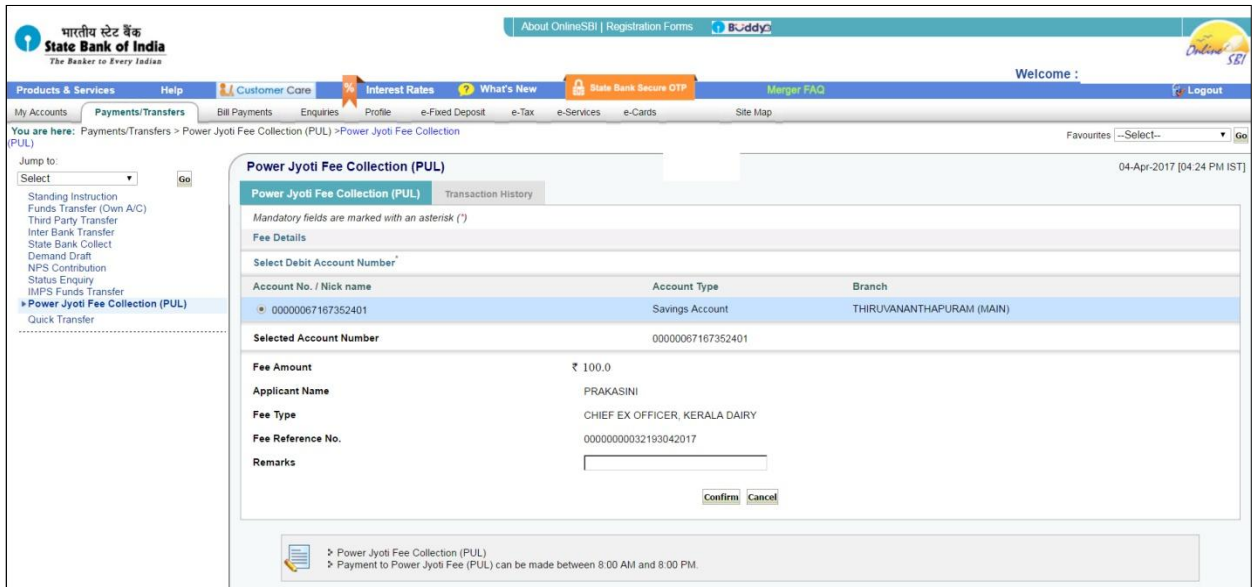 भारतीय स्टेट बैंक
State Bank of India
The Banker to Every Indian
About OnlineSBI | Registration Forms Buddy
Online SBI
Welcome :
Products & Services Help Customer Care % Interest Rates ? What's New State Bank Secure OTP Merger FAQ Logout
My Accounts Payments/Transfers Bill Payments Enquiries Profile e-Fixed Deposit e-Tax e-Services e-Cards Site Map
You are here: Payments/Transfers > Power Jyoti Fee Collection (PUL) >Power Jyoti Fee Collection
(PUL)
Favourites --Select-- Go
Jump to:
Select Go
Standing Instruction
Funds Transfer (Own A/C)
Third Party Transfer
Inter Bank Transfer
State Bank Collect
Demand Draft
NPS Contribution
Status Enquiry
IMPS Funds Transfer
Power Jyoti Fee Collection (PUL)
Quick Transfer
Power Jyoti Fee Collection (PUL) 04-Apr-2017 [04:24 PM IST]
Power Jyoti Fee Collection (PUL) Transaction History
Mandatory fields are marked with an asterisk (*)
Fee Details
Select Debit Account Number*
Account No. / Nick name Account Type Branch
00000067167352401 Savings Account THIRUVANANTHAPURAM (MAIN)
Selected Account Number 00000067167352401
Fee Amount ₹ 100.0
Applicant Name PRAKASINI
Fee Type CHIEF EX OFFICER, KERALA DAIRY
Fee Reference No. 00000000032193042017
Remarks
Confirm Cancel
Power Jyoti Fee Collection (PUL)
Payment to Power Jyoti Fee (PUL) can be made between 8:00 AM and 8:00 PM.